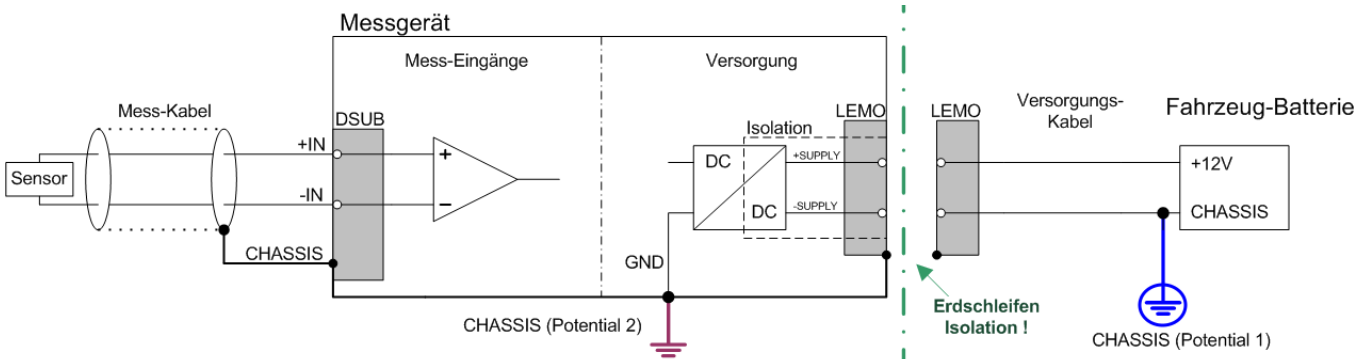 Messgerät
Mess-Eingänge
Versorgung
Mess-Kabel
DSUB
LEMO
LEMO
Versorgungs-
Kabel
Fahrzeug-Batterie
Isolation
+IN
+
DC
+SUPPLY
+12V
Sensor
-IN
−
DC
-SUPPLY
CHASSIS
CHASSIS
GND
Erdschleifen
Isolation !
CHASSIS (Potential 2)
CHASSIS (Potential 1)